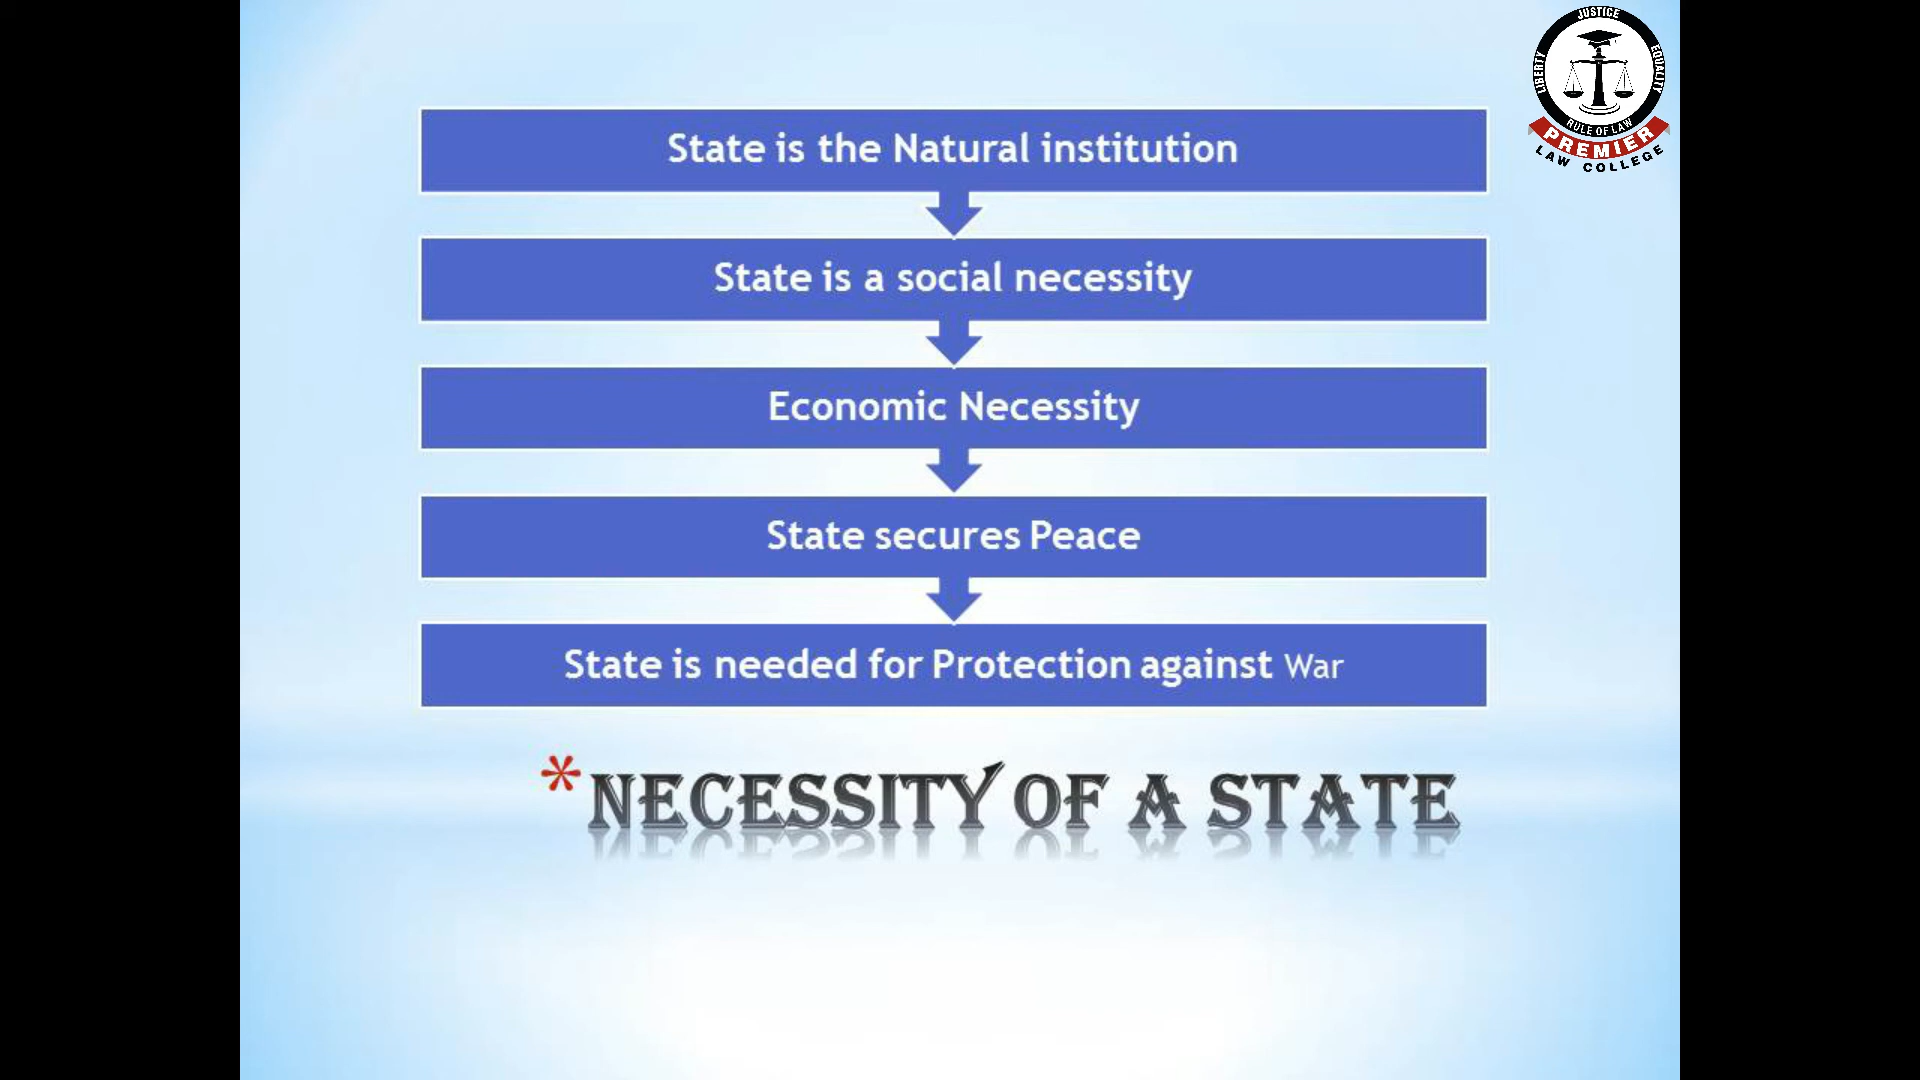 State is the Natural institution
State is a social necessity
Economic Necessity
State secures Peace
State is needed for Protection against War
*NECESSITY OF A STATE
JUSTICE
LIBERTY
EQUALITY
RULE OF LAW
PREMIER
LAW COLLEGE